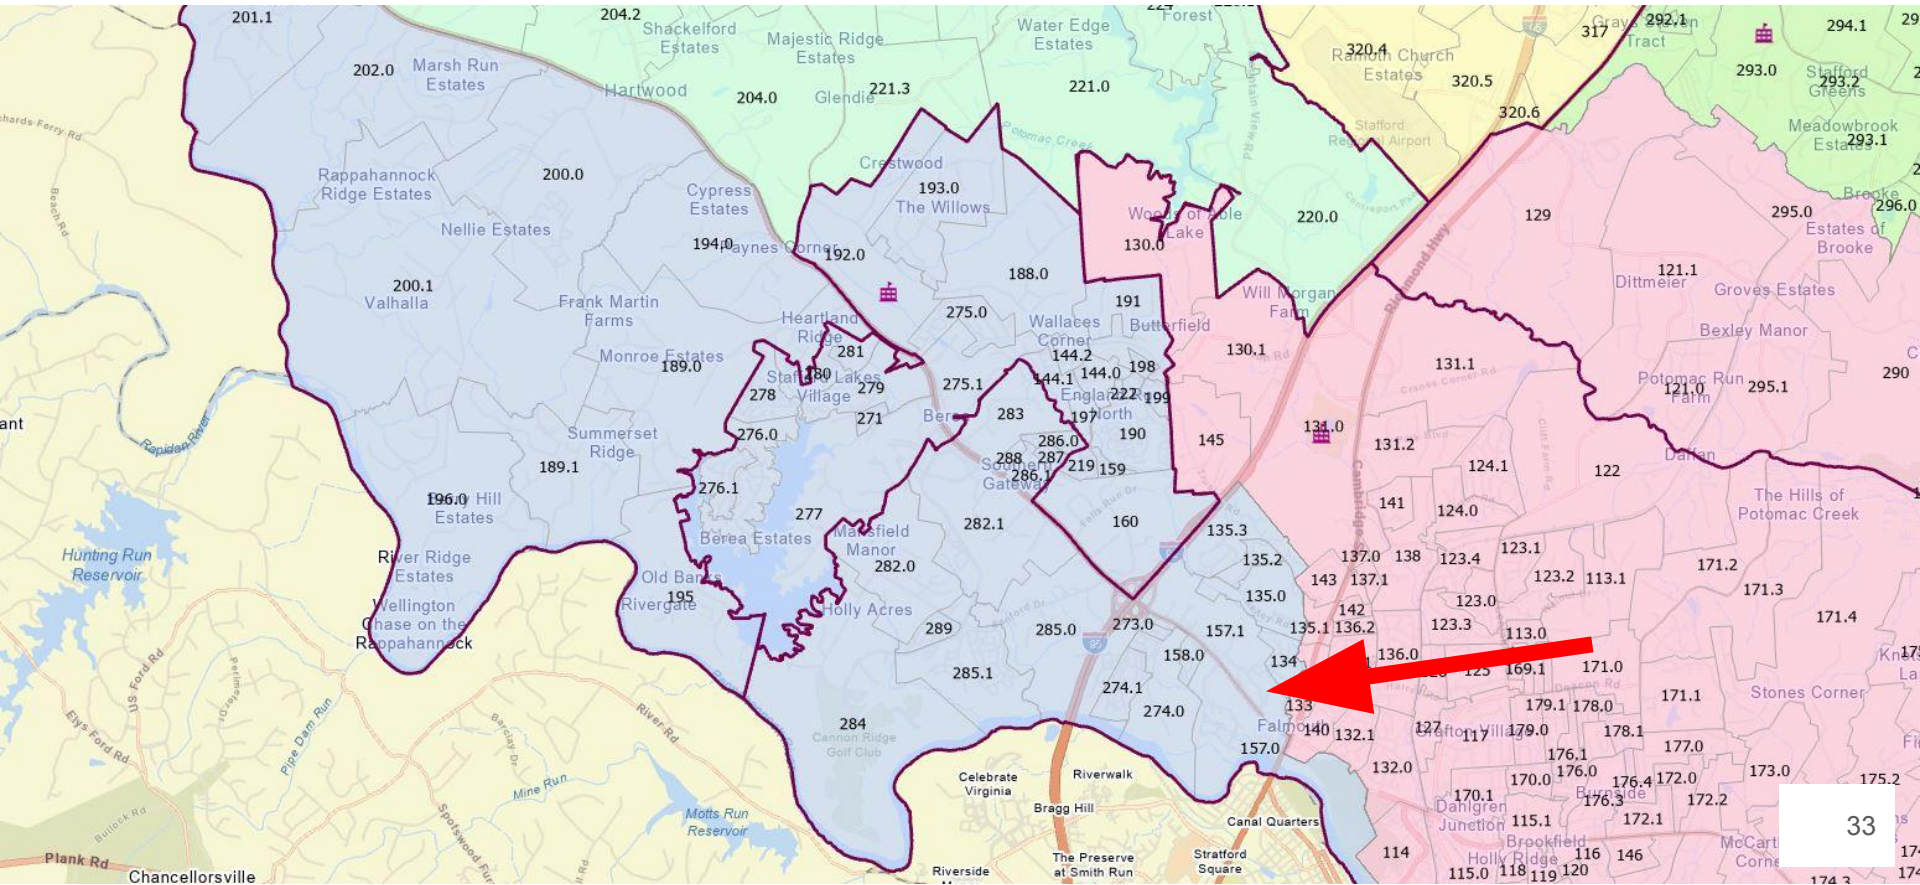 201.1
204.2
Shackelford
Estates
Majestic Ridge
Estates
Water Edge
Estates
Forest
317
292.1
Tract
294.1
202.0
Marsh Run
Estates
Hartwood
204.0
Glendie
221.3
221.0
320.4
Ramoth Church
Estates
320.5
320.6
293.0
Stafford
293.2
Greens
Meadowbrook
Estates
293.1
Stafford
Regional Airport
Potomac Creek
Beach Rd
Rappahannock
Ridge Estates
200.0
Cypress
Estates
Crestwood
193.0
The Willows
Nellie Estates
194.0
Paynes Corner
192.0
188.0
Woods of Able
Lake
130.0
220.0
129
295.0
Brooke
296.0
Estates of
Brooke
200.1
Valhalla
Frank Martin
Farms
Heartland
Ridge
275.0
Wallaces
Corner
191
Butterfield
Will Morgan
Farm
Richmond Hwy
121.1
Dittmeier
Groves Estates
Bexley Manor
Monroe Estates
189.0
281
280
Stafford Lakes
Village
279
278
271
275.1
144.2
144.1
144.0
198
222
199
197
North
190
130.1
131.1
Potomac Run
Farm
121.0
295.1
290
276.0
283
286.0
288
287
286.1
Southern
Gateway
219
159
145
131.0
131.2
Summerset
Ridge
189.1
196.0
Estates
276.1
277
Berea Estates
Mansfield
Manor
282.0
282.1
160
124.1
122
141
124.0
The Hills of
Potomac Creek
Rapidan River
Hunting Run
Reservoir
River Ridge
Estates
Wellington
Chase on the
Rappahannock
Old Banks
195
Rivergate
Holly Acres
289
285.0
273.0
95
135.3
135.2
135.0
157.1
135.1
136.2
142
143
137.0
137.1
138
123.4
123.1
123.2
113.1
123.0
123.3
113.0
171.2
171.3
171.4
285.1
158.0
134
136.0
125
169.1
171.0
171.1
Stones Corner
274.1
274.0
133
Falmouth
140
132.1
127
117
179.0
179.1
178.0
178.1
177.0
284
Cannon Ridge
Golf Club
157.0
132.0
176.1
176.0
170.0
176.4
172.0
173.0
175.2
US Ford Rd
Elys Ford Rd
Pipe Dam Run
River Rd
Barclay Dr
Mine Run
Motts Run
Reservoir
Celebrate
Virginia
Riverwalk
Bragg Hill
Canal Quarters
170.1
Burnside
176.3
172.2
Dahlgren
Junction
115.1
172.1
33
Bullock Rd
Plank Rd
Chancellorsville
Riverside
The Preserve
at Smith Run
Stratford
Square
114
Brookfield
Holly Ridge
116
146
115.0
118
119
120
174.3